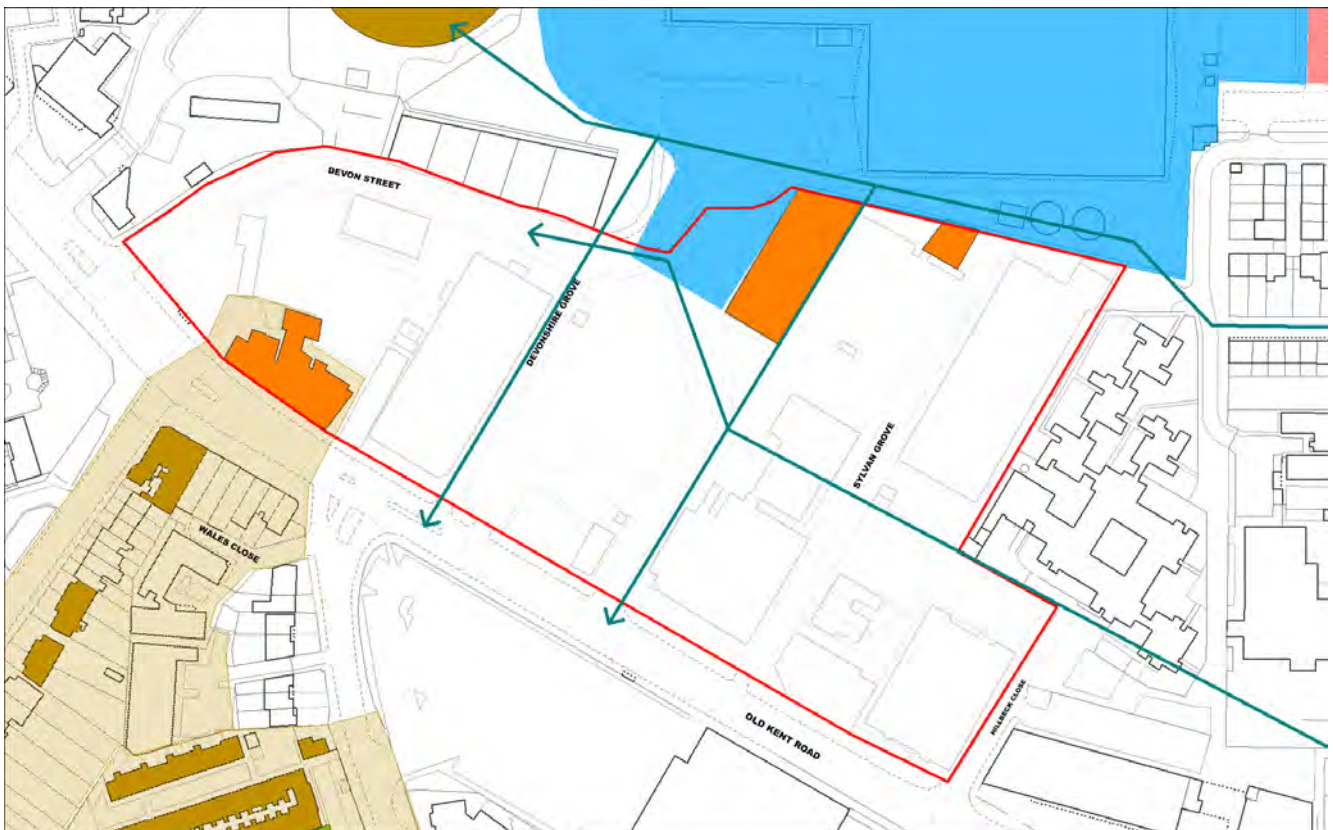 DEVON STREET
DEVONSHIRE GROVE
SYLVAN GROVE
WALES CLOSE
OLD KENT ROAD
HILLBECK CLOSE